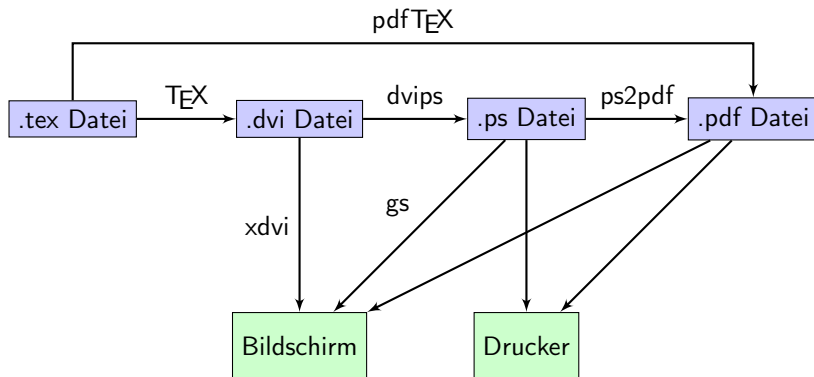 pdfTEX
TEX
dvips
ps2pdf
.tex Datei
.dvi Datei
.ps Datei
.pdf Datei
gs
xdvi
Bildschirm
Drucker